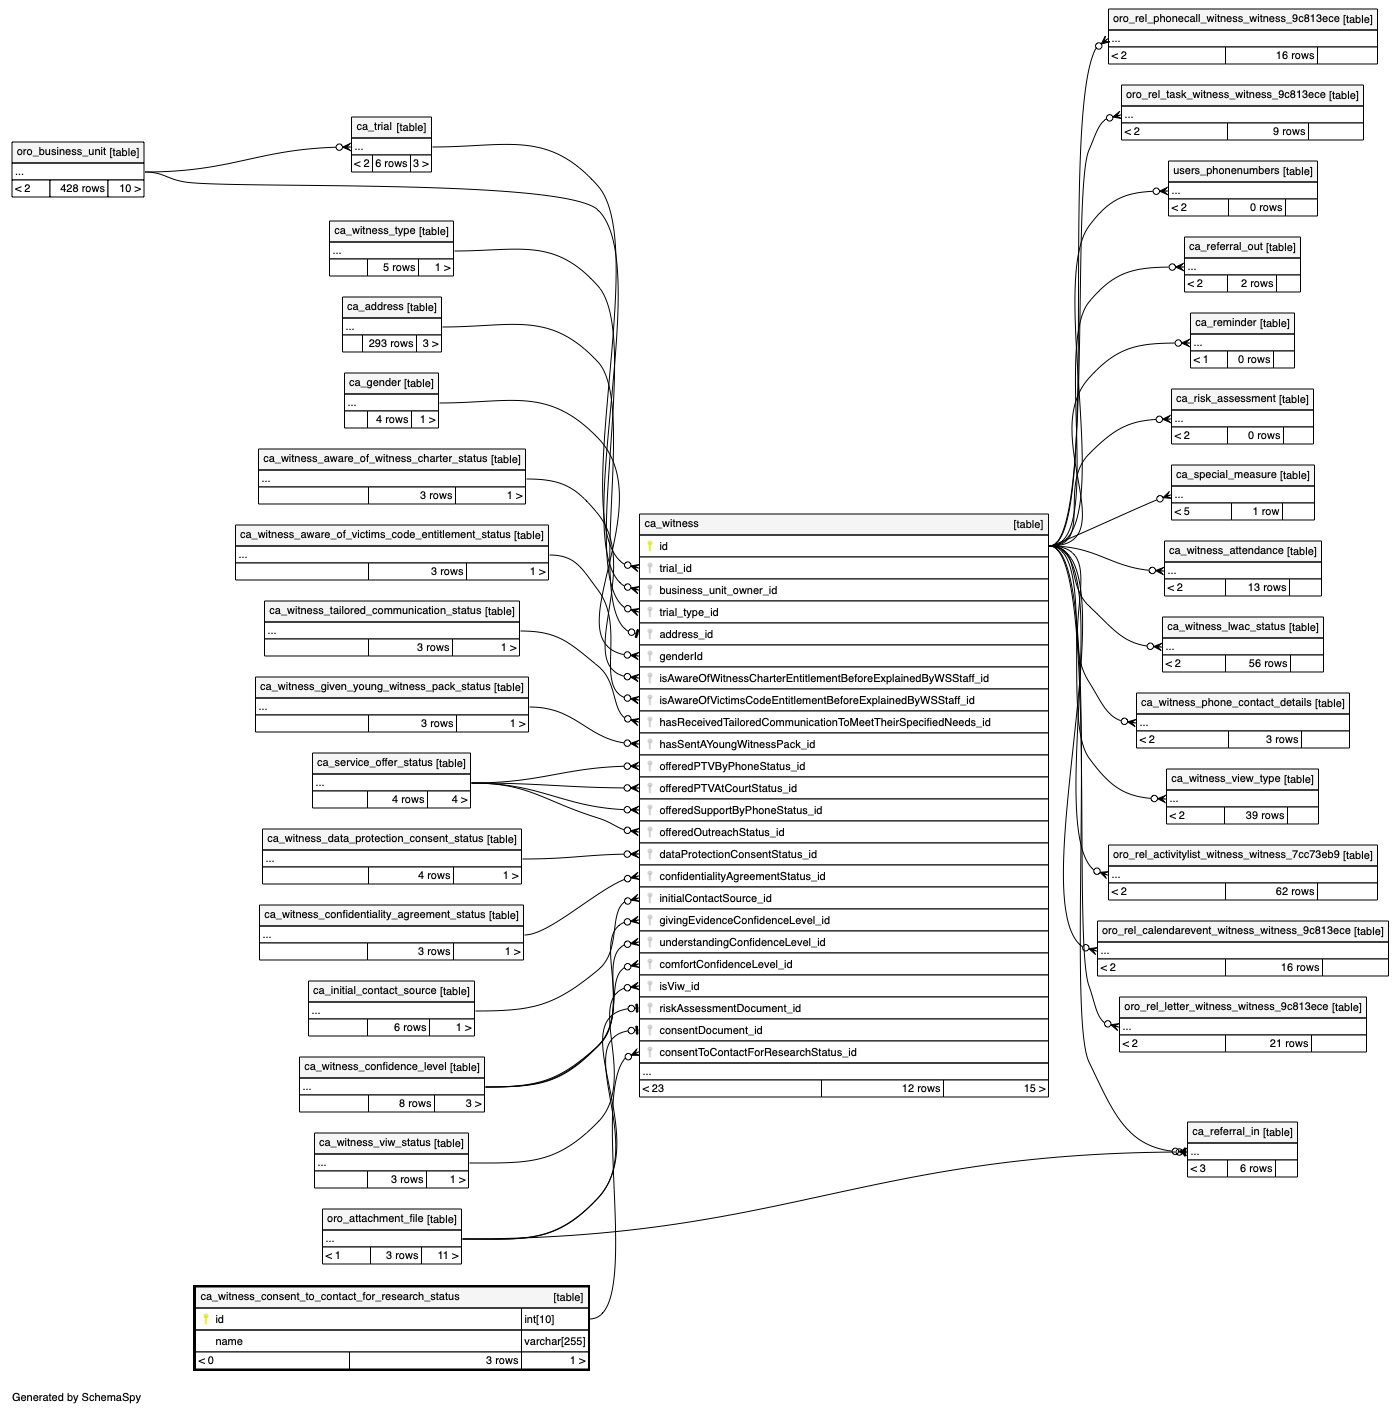 oro_business_unit [table]
...
< 2 428 rows 10 >
ca_trial [table]
...
< 2 6 rows 3 >
ca_witness_type [table]
...
5 rows 1 >
ca_address [table]
...
293 rows 3 >
ca_gender [table]
...
4 rows 1 >
ca_witness_aware_of_witness_charter_status [table]
...
3 rows 1 >
ca_witness_aware_of_victims_code_entitlement_status [table]
...
3 rows 1 >
ca_witness_tailored_communication_status [table]
...
3 rows 1 >
ca_witness_given_young_witness_pack_status [table]
...
3 rows 1 >
ca_service_offer_status [table]
...
4 rows 4 >
ca_witness_data_protection_consent_status [table]
...
4 rows 1 >
ca_witness_confidentiality_agreement_status [table]
...
3 rows 1 >
ca_initial_contact_source [table]
...
6 rows 1 >
ca_witness_confidence_level [table]
...
8 rows 3 >
ca_witness_viw_status [table]
...
3 rows 1 >
oro_attachment_file [table]
...
< 1 3 rows 11 >
ca_witness_consent_to_contact_for_research_status [table]
id int[10]
name varchar[255]
< 0 3 rows 1 >
ca_witness [table]
id
trial_id
business_unit_owner_id
trial_type_id
address_id
genderId
isAwareOfWitnessCharterEntitlementBeforeExplainedByWSStaff_id
isAwareOfVictimsCodeEntitlementBeforeExplainedByWSStaff_id
hasReceivedTailoredCommunicationToMeetTheirSpecifiedNeeds_id
hasSentAYoungWitnessPack_id
offeredPTVByPhoneStatus_id
offeredPTVAtCourtStatus_id
offeredSupportByPhoneStatus_id
offeredOutreachStatus_id
dataProtectionConsentStatus_id
confidentialityAgreementStatus_id
initialContactSource_id
givingEvidenceConfidenceLevel_id
understandingConfidenceLevel_id
comfortConfidenceLevel_id
isViw_id
riskAssessmentDocument_id
consentDocument_id
consentToContactForResearchStatus_id
...
< 23 12 rows 15 >
oro_rel_phonecall_witness_witness_9c813ece [table]
...
< 2 16 rows
oro_rel_task_witness_witness_9c813ece [table]
...
< 2 9 rows
users_phonenumbers [table]
...
< 2 0 rows
ca_referral_out [table]
...
< 2 2 rows
ca_reminder [table]
...
< 1 0 rows
ca_risk_assessment [table]
...
< 2 0 rows
ca_special_measure [table]
...
< 5 1 row
ca_witness_attendance [table]
...
< 2 13 rows
ca_witness_lwac_status [table]
...
< 2 56 rows
ca_witness_phone_contact_details [table]
...
< 2 3 rows
ca_witness_view_type [table]
...
< 2 39 rows
oro_rel_activitylist_witness_witness_7cc73eb9 [table]
...
< 2 62 rows
oro_rel_calendarevent_witness_witness_9c813ece [table]
...
< 2 16 rows
oro_rel_letter_witness_witness_9c813ece [table]
...
< 2 21 rows
ca_referral_in [table]
...
< 3 6 rows
Generated by SchemaSpy